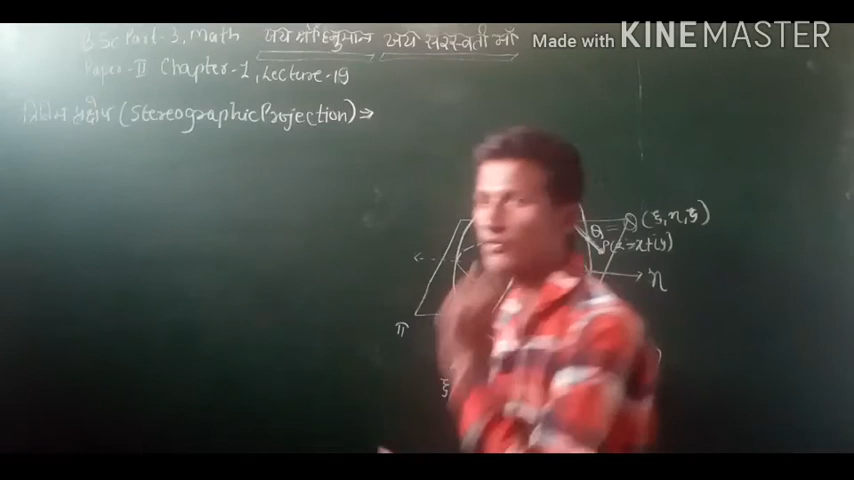 B.Sc Part-3, Math जय श्री हनुमान जय सरस्वती माँ
Made with KINEMASTER
Paper-II Chapter-1, Lecture-19
(Stereographic Projection) ⇒
(ξ, η, ζ)
P(z=x+iy)
η
π
ξ